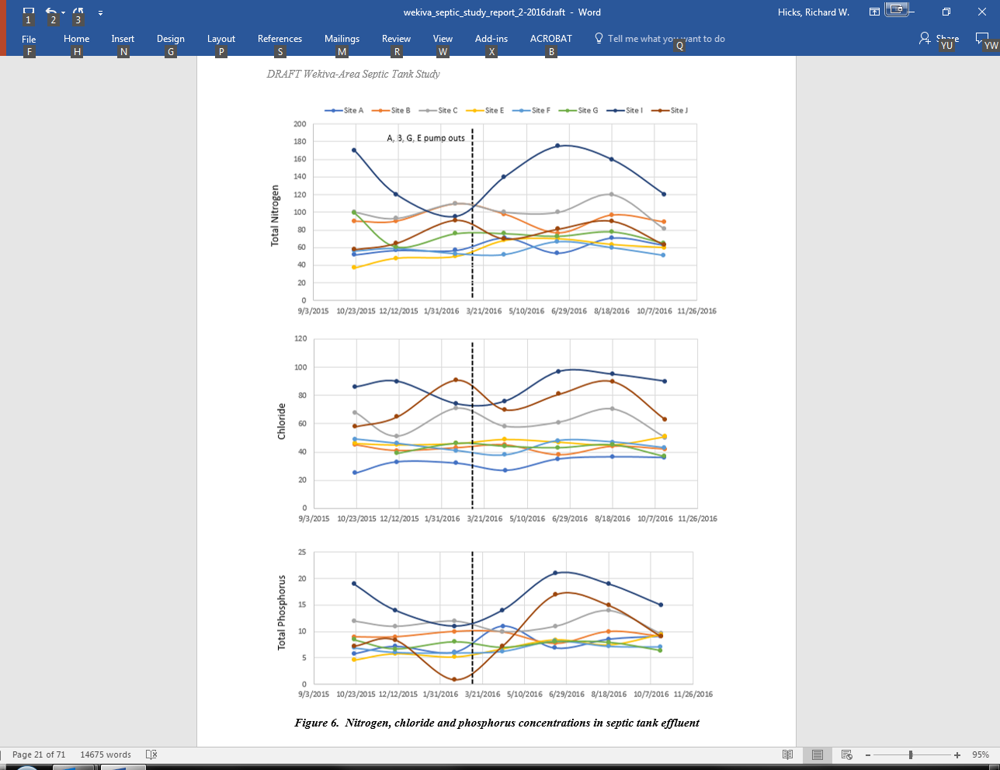 wekiva_septic_study_report_2-2016draft - Word
Hicks, Richard W.
1 2 3
File Home Insert Design Layout References Mailings Review View Add-ins ACROBAT Tell me what you want to do Share
F H N G P S M R W X B Q YU YW
DRAFT Wekiva-Area Septic Tank Study
Site A Site B Site C Site E Site F Site G Site I Site J
Total Nitrogen
200
180
160
140
120
100
80
60
40
20
0
A, B, G, E pump outs
9/3/2015 10/23/2015 12/12/2015 1/31/2016 3/21/2016 5/10/2016 6/29/2016 8/18/2016 10/7/2016 11/26/2016
Chloride
120
100
80
60
40
20
0
9/3/2015 10/23/2015 12/12/2015 1/31/2016 3/21/2016 5/10/2016 6/29/2016 8/18/2016 10/7/2016 11/26/2016
Total Phosphorus
25
20
15
10
5
0
9/3/2015 10/23/2015 12/12/2015 1/31/2016 3/21/2016 5/10/2016 6/29/2016 8/18/2016 10/7/2016 11/26/2016
Figure 6. Nitrogen, chloride and phosphorus concentrations in septic tank effluent
Page 21 of 71 14675 words
95%